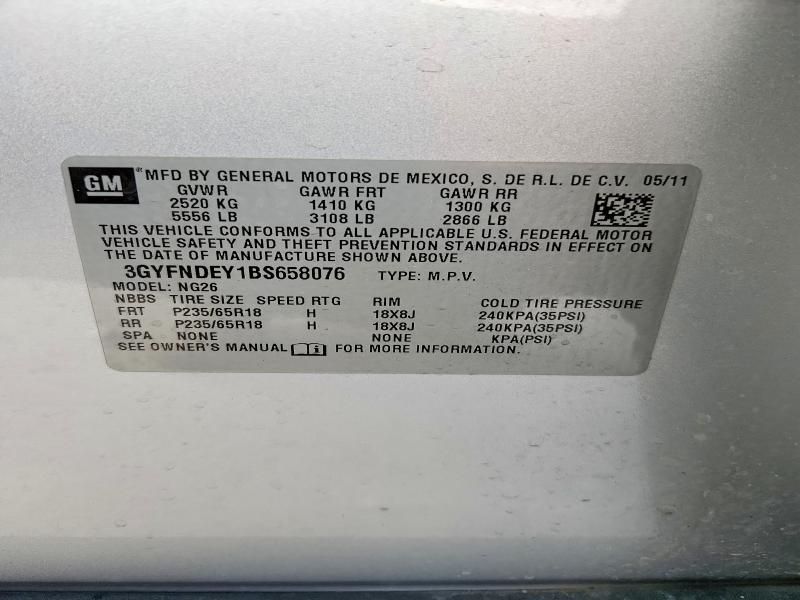 GM ® MFD BY GENERAL MOTORS DE MEXICO, S. DE R.L. DE C.V. 05/11
GVWR GAWR FRT GAWR RR
2520 KG 1410 KG 1300 KG
5556 LB 3108 LB 2866 LB
THIS VEHICLE CONFORMS TO ALL APPLICABLE U.S. FEDERAL MOTOR
VEHICLE SAFETY AND THEFT PREVENTION STANDARDS IN EFFECT ON
THE DATE OF MANUFACTURE SHOWN ABOVE.
3GYFNDEY1BS658076 TYPE: M.P.V.
MODEL: NG26
NBBS TIRE SIZE SPEED RTG RIM COLD TIRE PRESSURE
FRT P235/65R18 H 18X8J 240KPA(35PSI)
RR P235/65R18 H 18X8J 240KPA(35PSI)
SPA NONE NONE KPA(PSI)
SEE OWNER'S MANUAL i FOR MORE INFORMATION.